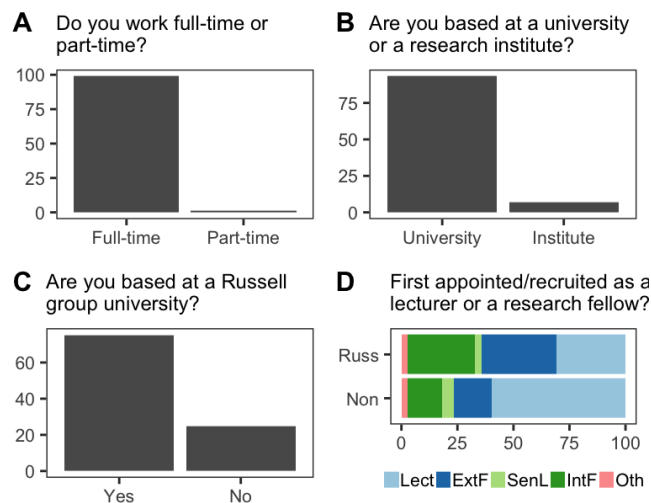 A Do you work full-time or
part-time?
100
75
50
25
0
Full-time Part-time
B Are you based at a university
or a research institute?
75
50
25
0
University Institute
C Are you based at a Russell
group university?
60
40
20
0
Yes No
D First appointed/recruited as a
lecturer or a research fellow?
Russ
Non
0 25 50 75 100
Lect ExtF SenL IntF Oth